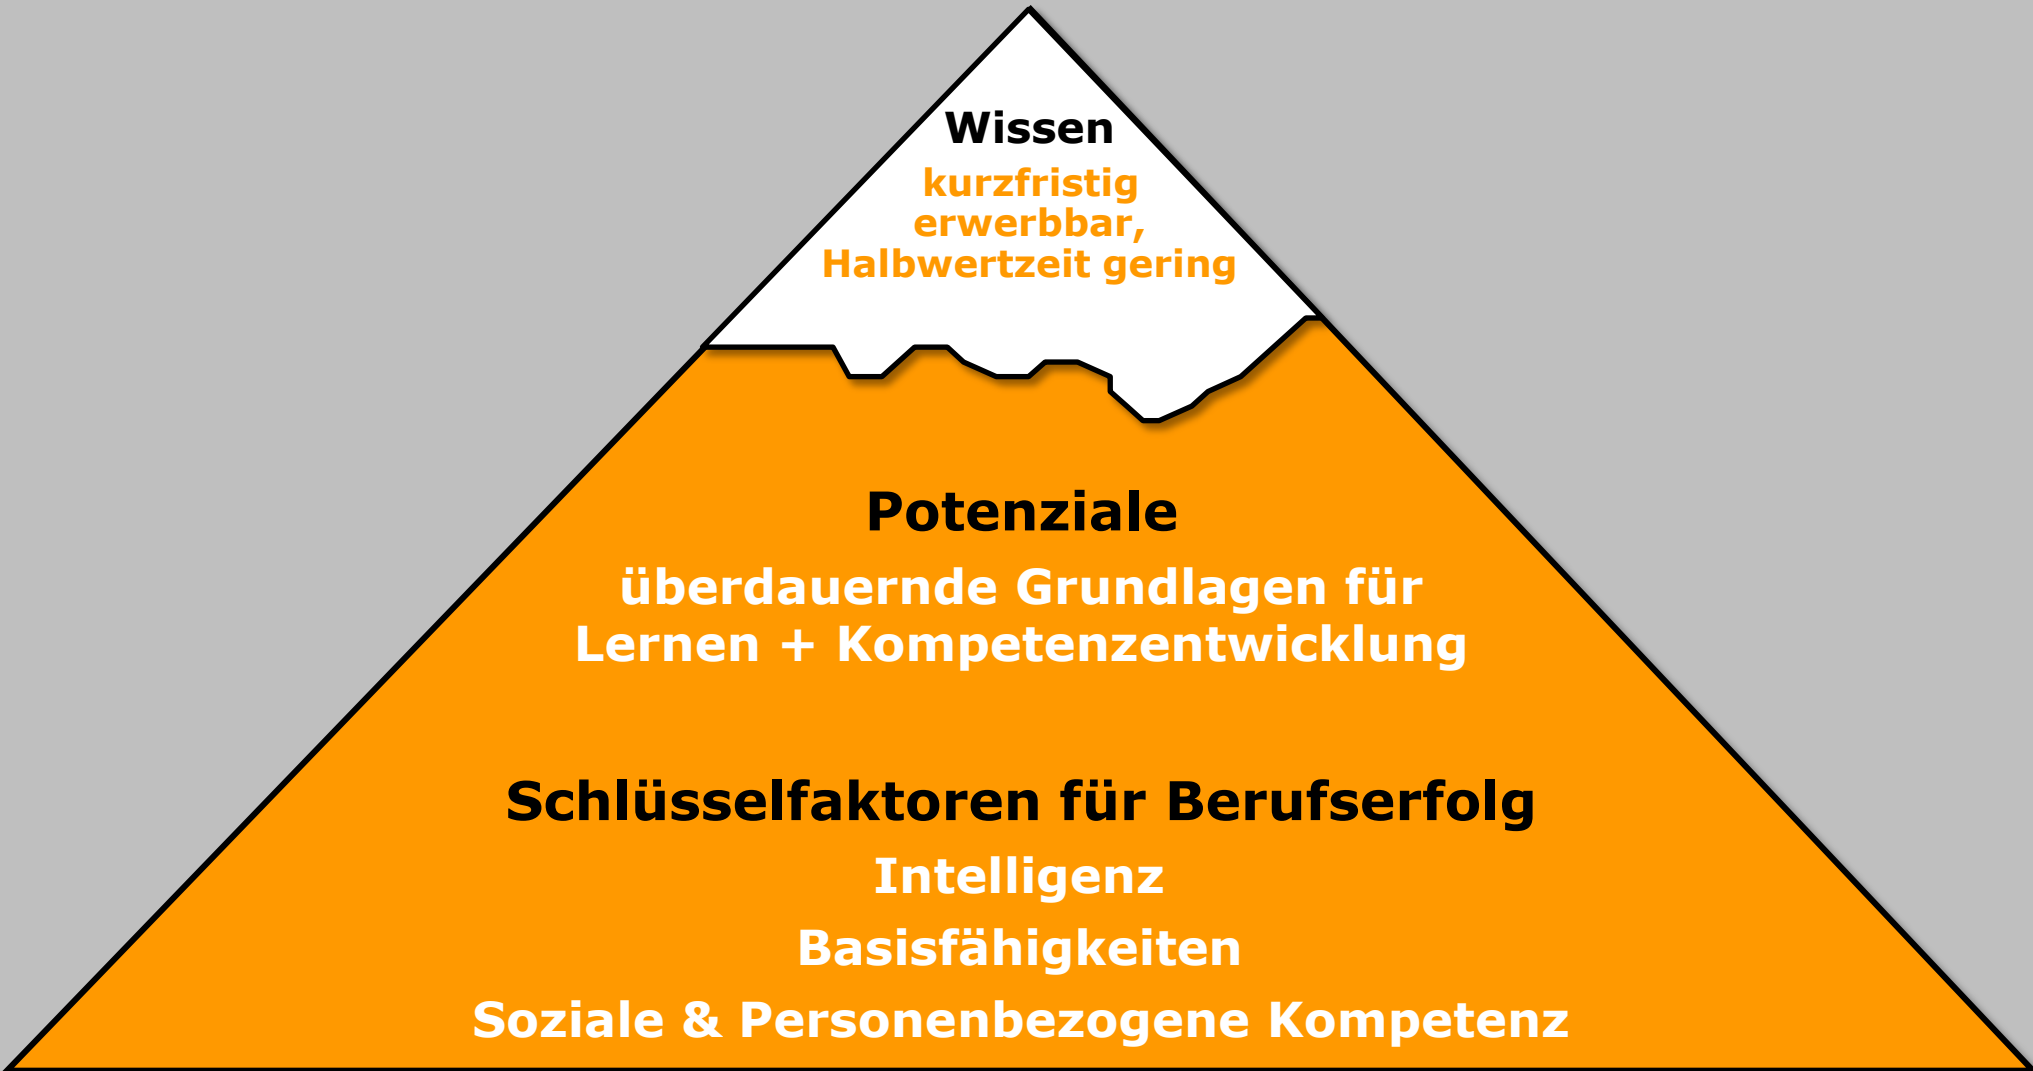 Wissen
kurzfristig
erwerbbar,
Halbwertzeit gering
Potenziale
überdauernde Grundlagen für
Lernen + Kompetenzentwicklung
Schlüsselfaktoren für Berufserfolg
Intelligenz
Basisfähigkeiten
Soziale & Personenbezogene Kompetenz